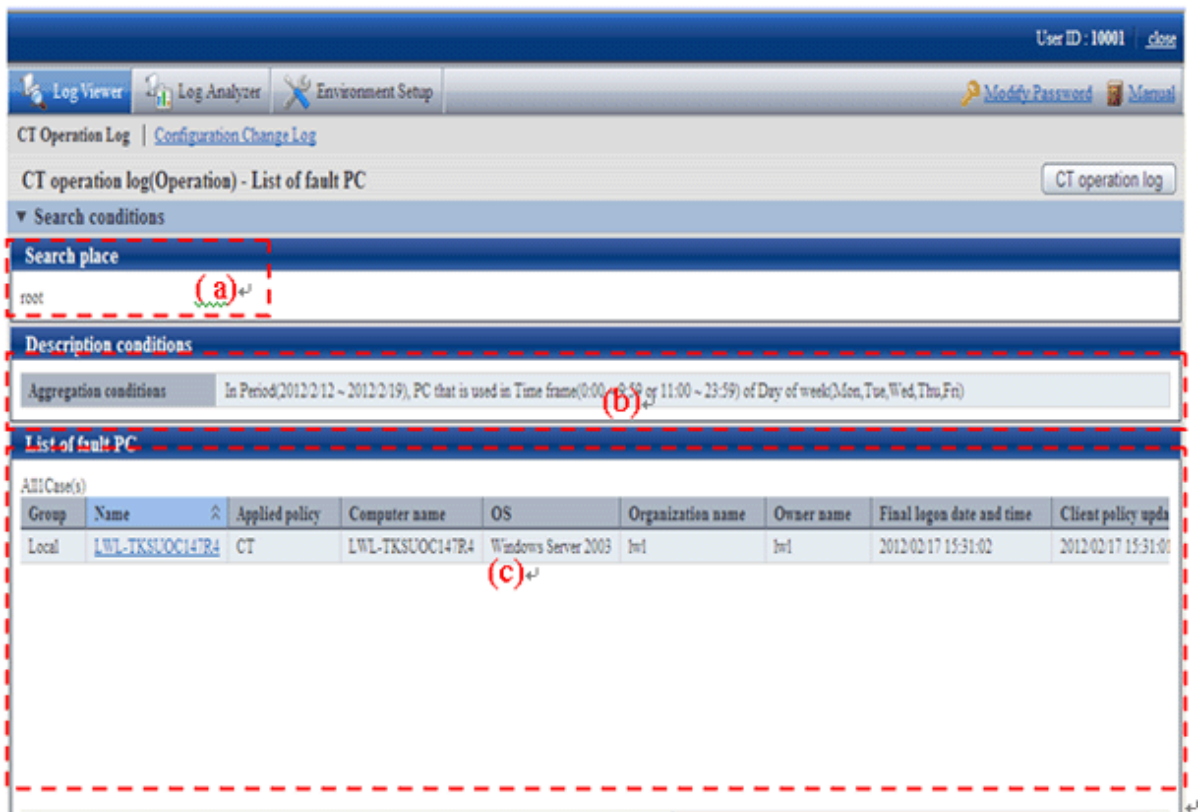 User ID : 10001 close
Log Viewer Log Analyzer Environment Setup Modify Password Manual
CT Operation Log | Configuration Change Log
CT operation log(Operation) - List of fault PC CT operation log
▼ Search conditions
Search place
root (a)↵
Description conditions
Aggregation conditions In Period(2012/2/12 ~ 2012/2/19), PC that is used in Time frame(0:00 ~ 9:59 or 11:00 ~ 23:59) of Day of week(Mon,Tue,Wed,Thu,Fri)
(b)↵
List of fault PC
All1Case(s)
Group Name Applied policy Computer name OS Organization name Owner name Final logon date and time Client policy upda
Local LWL-TKSUOC147R4 CT LWL-TKSUOC147R4 Windows Server 2003 lwl lwl 2012/02/17 15:31:02 2012/02/17 15:31:01
(c)↵
↵